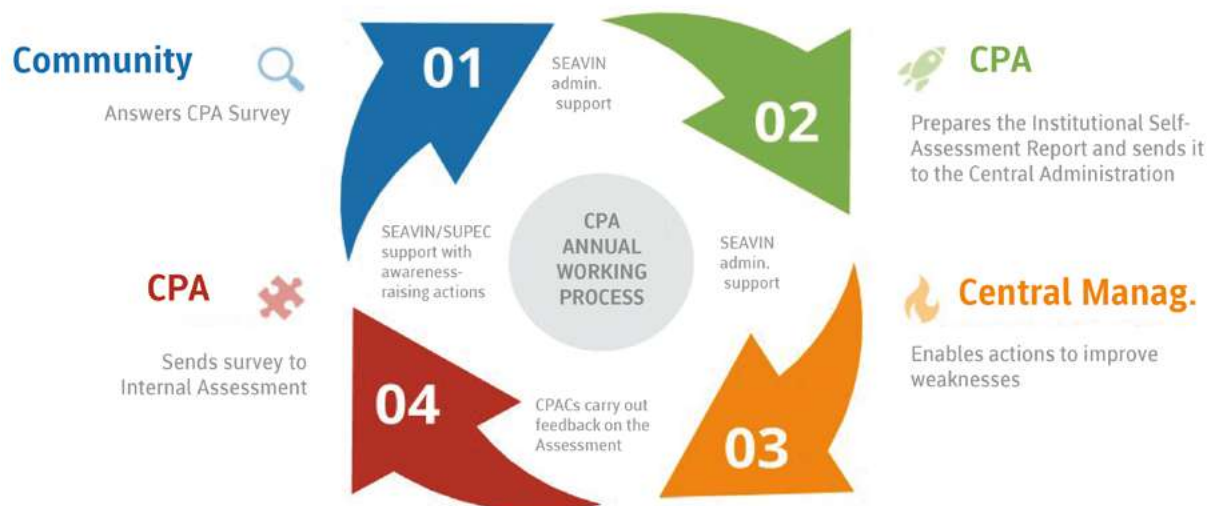 Community
Answers CPA Survey
01
SEAVIN
admin.
support
02
CPA
Prepares the Institutional Self-
Assessment Report and sends it
to the Central Administration
SEAVIN/SUPEC
support with
awareness-
raising actions
CPA
ANNUAL
WORKING
PROCESS
SEAVIN
admin.
support
CPA
Sends survey to
Internal Assessment
04
CPACs carry out
feedback on the
Assessment
03
Central Manag.
Enables actions to improve
weaknesses